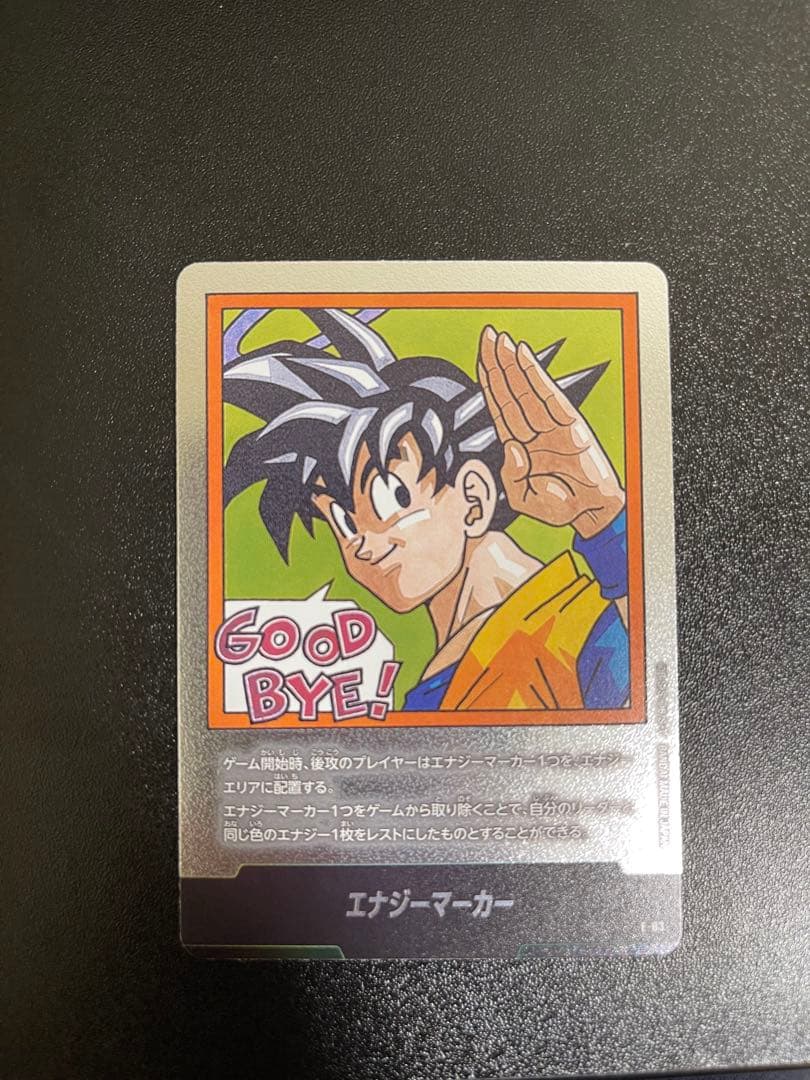 GOOD
BYE!
ゲーム開始時、後攻のプレイヤーはエナジーマーカー1つを、エナジー
エリアに配置する。
エナジーマーカー1つをゲームから取り除くことで、自分のリーダーと
同じ色のエナジー1枚をレストにしたものとすることができる。
エナジーマーカー
E-03